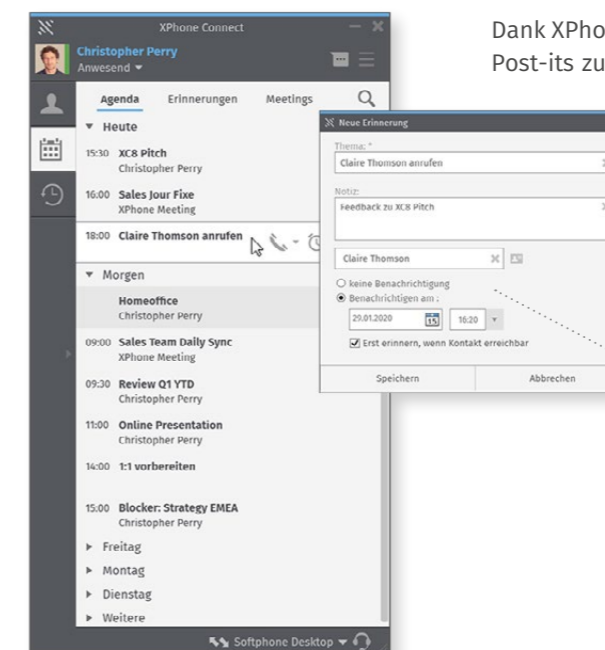 Dank XPho
Post-its zu
XPhone Connect
Christopher Perry
Anwesend
Agenda Erinnerungen Meetings
Heute
15:30 XC8 Pitch
Christopher Perry
16:00 Sales Jour Fixe
XPhone Meeting
18:00 Claire Thomson anrufen
Morgen
Homeoffice
Christopher Perry
09:00 Sales Team Daily Sync
XPhone Meeting
09:30 Review Q1 YTD
Christopher Perry
11:00 Online Presentation
Christopher Perry
14:00 1:1 vorbereiten
15:00 Blocker: Strategy EMEA
Christopher Perry
Freitag
Montag
Dienstag
Weitere
Softphone Desktop
Neue Erinnerung
Thema: *
Claire Thomson anrufen
Notiz:
Feedback zu XC8 Pitch
Claire Thomson
keine Benachrichtigung
Benachrichtigen am :
29.01.2020 15 16:20
Erst erinnern, wenn Kontakt erreichbar
Speichern Abbrechen